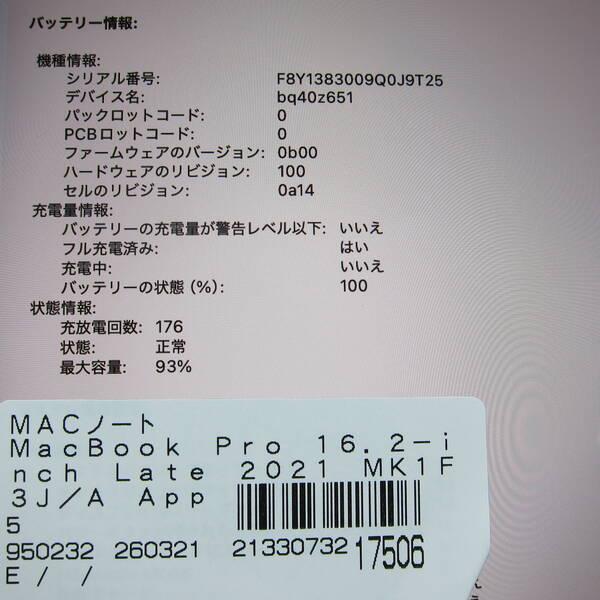 バッテリー情報:
機種情報:
シリアル番号: F8Y1383009Q0J9T25
デバイス名: bq40z651
パックロットコード: 0
PCBロットコード: 0
ファームウェアのバージョン: 0b00
ハードウェアのリビジョン: 100
セルのリビジョン: 0a14
充電量情報:
バッテリーの充電量が警告レベル以下: いいえ
フル充電済み: はい
充電中: いいえ
バッテリーの状態 (%): 100
状態情報:
充放電回数: 176
状態: 正常
最大容量: 93%
MACノート
MacBook Pro 16.2-i
nch Late 2021 MK1F
3J/A App
5
950232 260321 21330732 17506
E / /